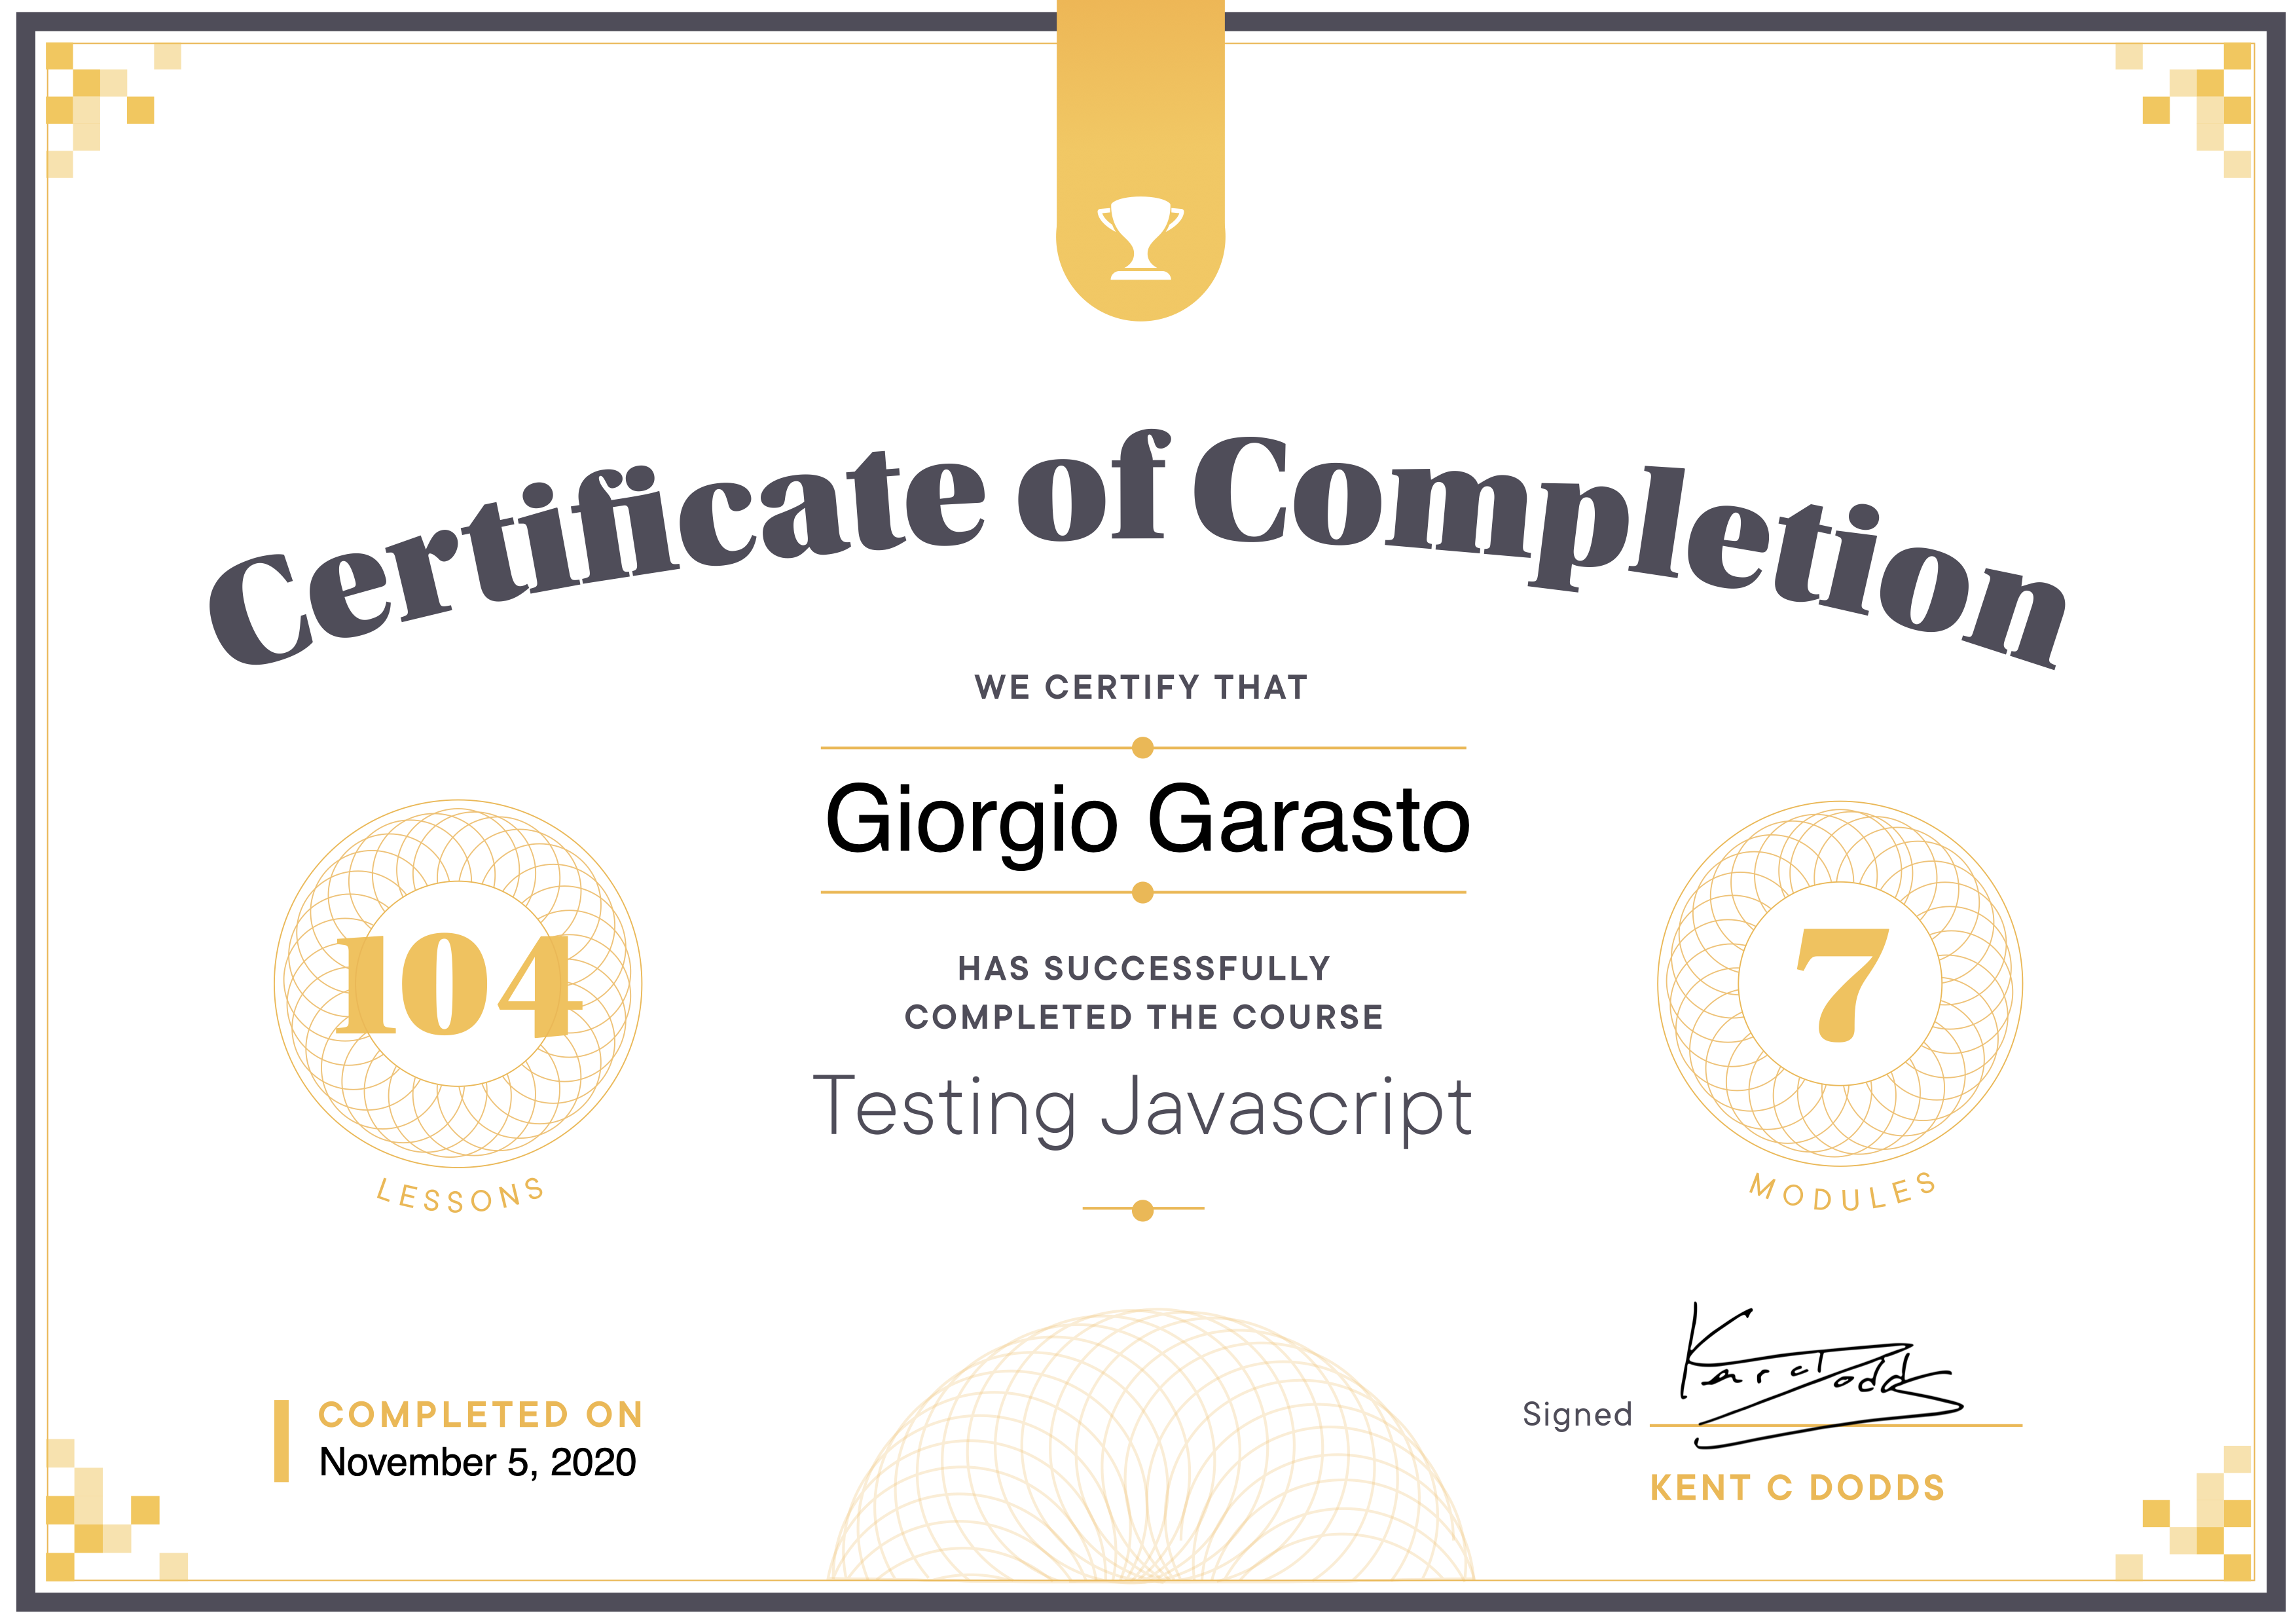 Certificate of Completion
WE CERTIFY THAT
Giorgio Garasto
HAS SUCCESSFULLY
COMPLETED THE COURSE
Testing Javascript
104
LESSONS
7
MODULES
COMPLETED ON
November 5, 2020
Signed
Kent C Dodds
KENT C DODDS